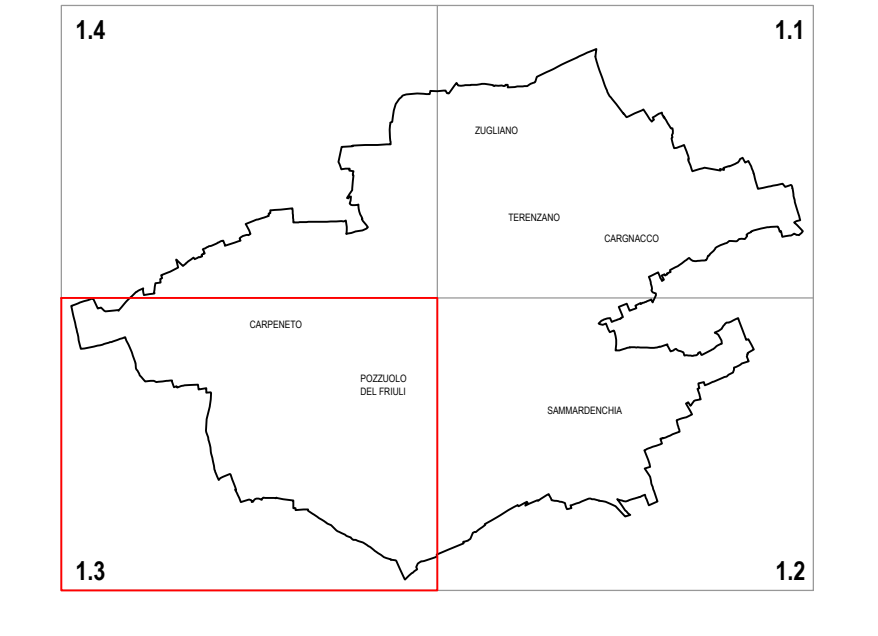 1.4
1.1
ZUGLIANO
TERENZANO
CARGNACCO
CARPENETO
POZZUOLO
DEL FRIULI
SAMMARDENCHIA
1.3
1.2